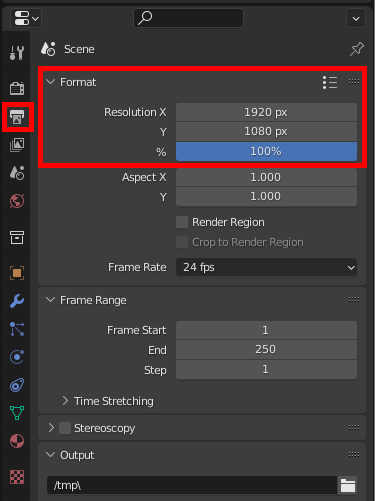 Scene
Format
Resolution X 1920 px
Y 1080 px
% 100%
Aspect X 1.000
Y 1.000
Render Region
Crop to Render Region
Frame Rate 24 fps
Frame Range
Frame Start 1
End 250
Step 1
Time Stretching
Stereoscopy
Output
/tmp\